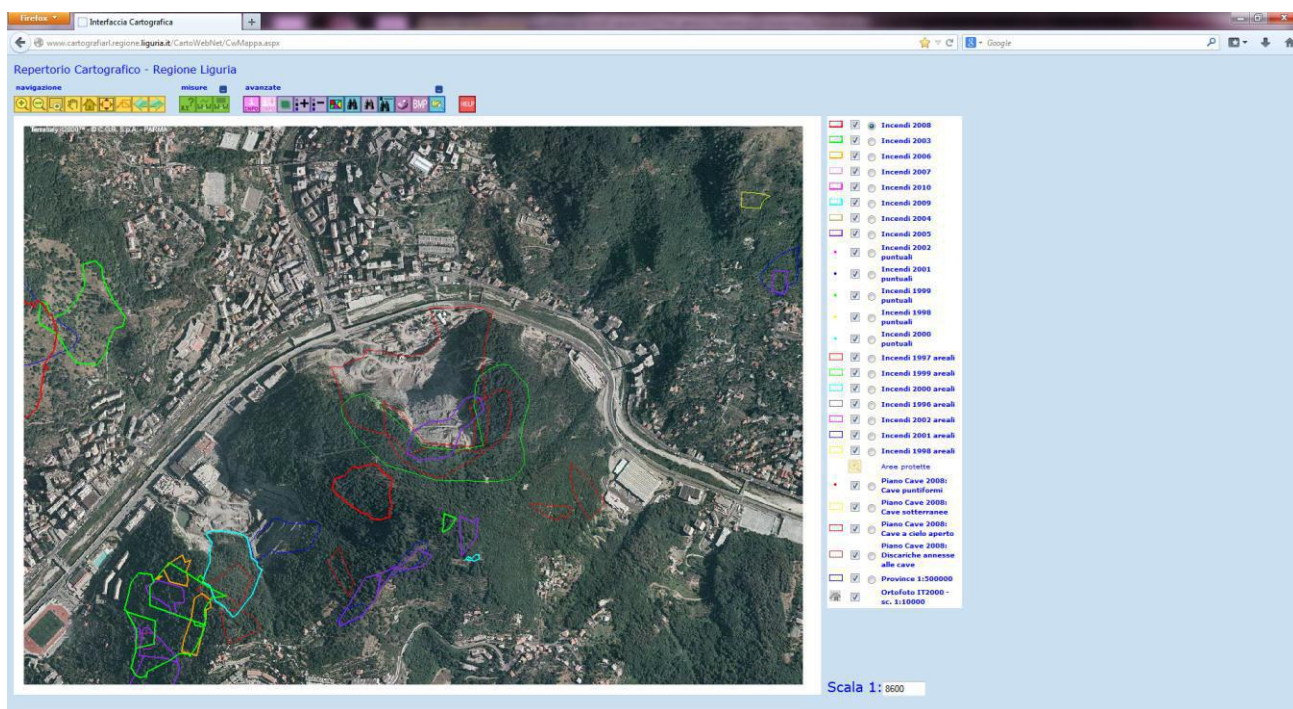 Firefox
Interfaccia Cartografica
www.cartografiarl.regione.liguria.it/CartoWebNet/CwMappa.aspx
Google
Repertorio Cartografico - Regione Liguria
navigazione
misure
avanzate
BMP
HELP
Incendi 2008
Incendi 2003
Incendi 2006
Incendi 2007
Incendi 2010
Incendi 2009
Incendi 2004
Incendi 2005
Incendi 2002
puntuali
Incendi 2001
puntuali
Incendi 1999
puntuali
Incendi 1998
puntuali
Incendi 2000
puntuali
Incendi 1997 areali
Incendi 1999 areali
Incendi 2000 areali
Incendi 1996 areali
Incendi 2002 areali
Incendi 2001 areali
Incendi 1998 areali
Aree protette
Piano Cave 2008:
Cave puntiformi
Piano Cave 2008:
Cave sotterranee
Piano Cave 2008:
Cave a cielo aperto
Piano Cave 2008:
Discariche annesse
alle cave
Province 1:500000
Ortofoto IT2000 -
sc. 1:10000
Scala 1: 8600